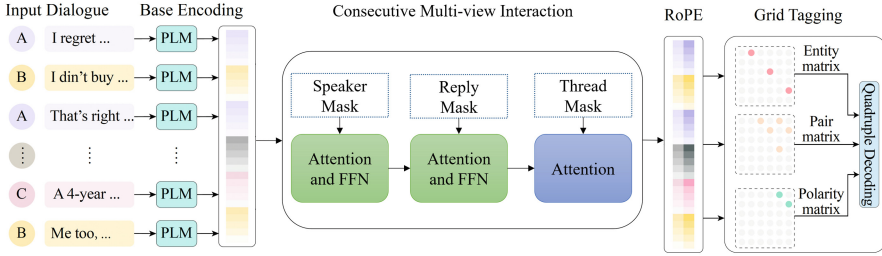 Input Dialogue
Base Encoding
Consecutive Multi-view Interaction
RoPE
Grid Tagging
A
I regret ...
PLM
B
I din't buy ...
PLM
A
That's right ...
PLM
...
⋮
⋮
C
A 4-year ...
PLM
B
Me too, ...
PLM
Speaker
Mask
Reply
Mask
Thread
Mask
Attention
and FFN
Attention
and FFN
Attention
Entity
matrix
Pair
matrix
Polarity
matrix
Quadruple Decoding